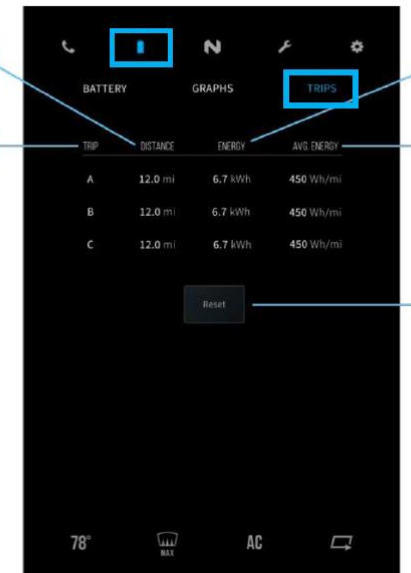 BATTERY GRAPHS TRIPS
TRIP DISTANCE ENERGY AVG. ENERGY
A 12.0 mi 6.7 kWh 450 Wh/mi
B 12.0 mi 6.7 kWh 450 Wh/mi
C 12.0 mi 6.7 kWh 450 Wh/mi
Reset
78° MAX AC